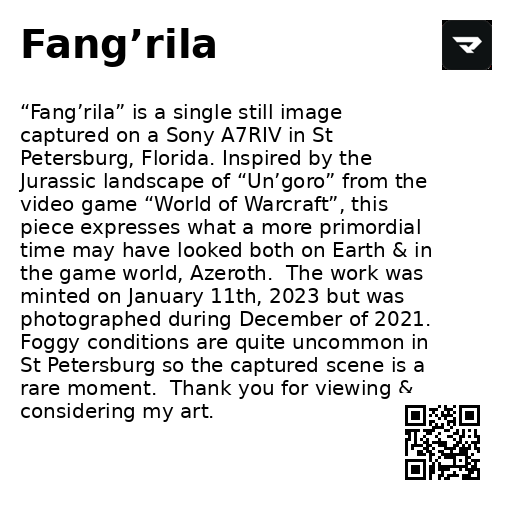 Fang’rila
“Fang’rila” is a single still image
captured on a Sony A7RIV in St
Petersburg, Florida. Inspired by the
Jurassic landscape of “Un’goro” from the
video game “World of Warcraft”, this
piece expresses what a more primordial
time may have looked both on Earth & in
the game world, Azeroth.  The work was
minted on January 11th, 2023 but was
photographed during December of 2021.
Foggy conditions are quite uncommon in
St Petersburg so the captured scene is a
rare moment.  Thank you for viewing &
considering my art.